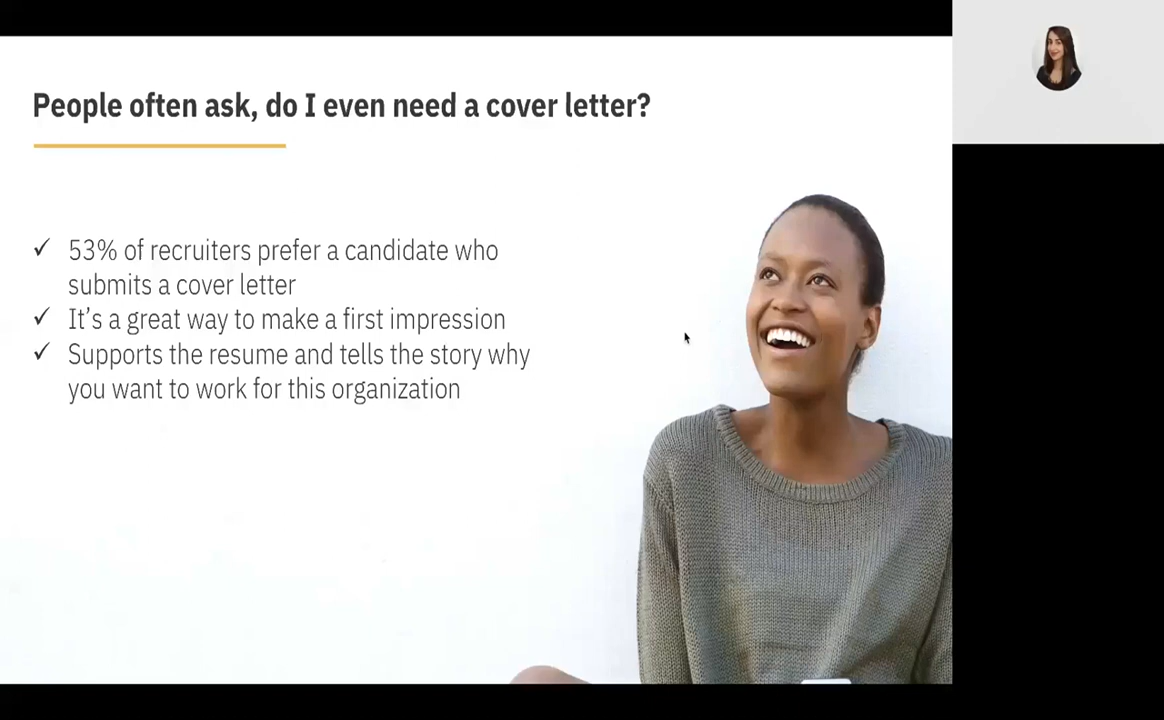 People often ask, do I even need a cover letter?
✓ 53% of recruiters prefer a candidate who
submits a cover letter
✓ It’s a great way to make a first impression
✓ Supports the resume and tells the story why
you want to work for this organization